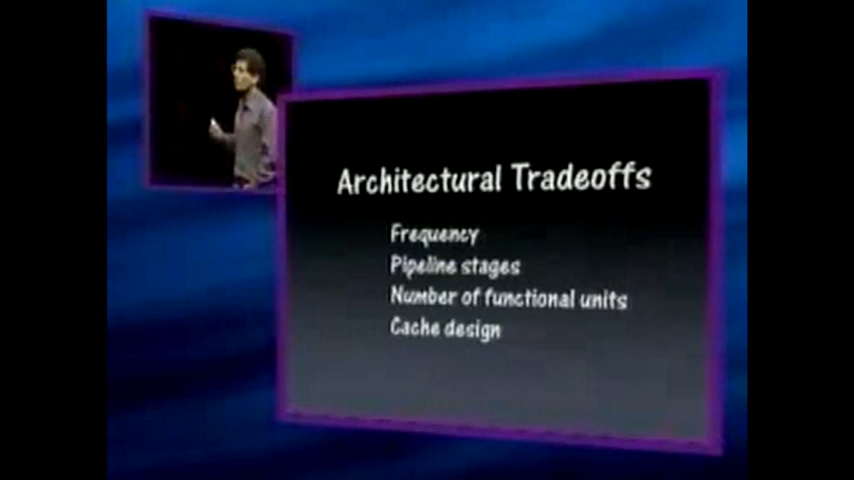 Architectural Tradeoffs
Frequency
Pipeline stages
Number of functional units
Cache design